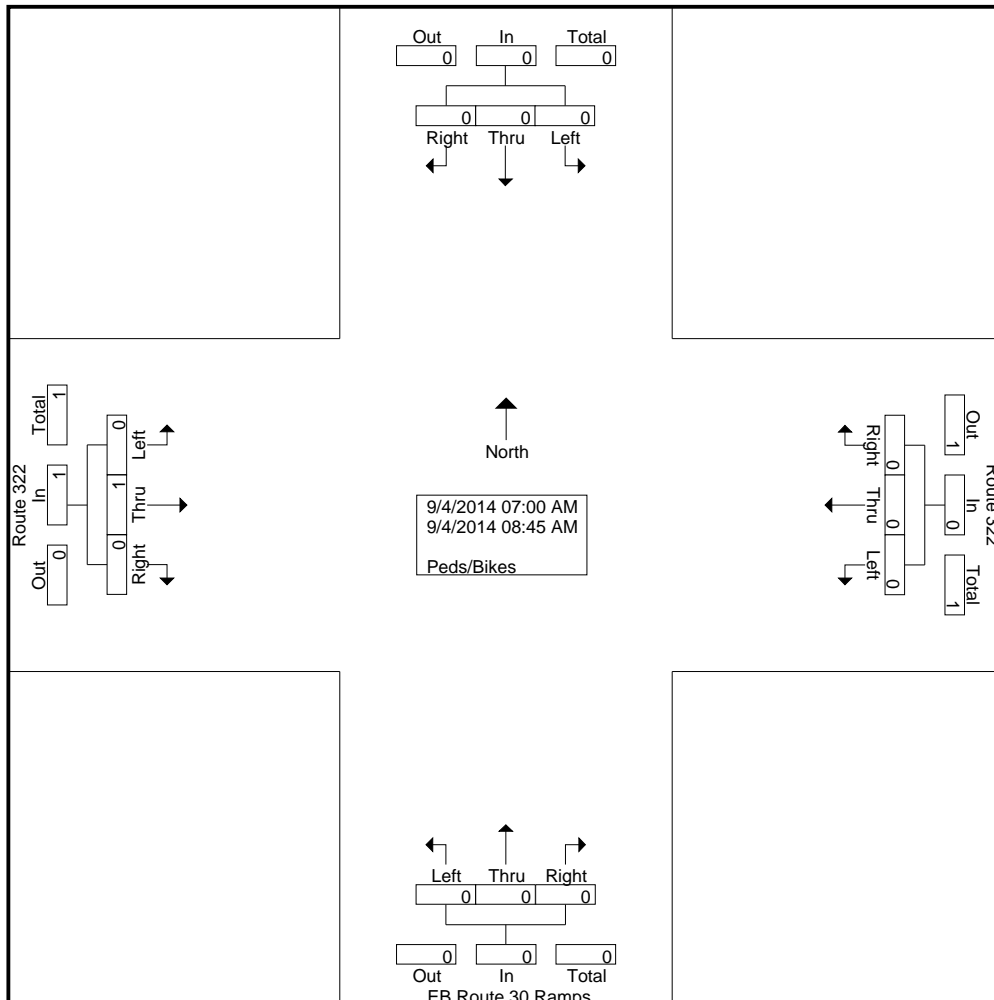 Out In Total
0 0 0
0 0 0
Right Thru Left
North
9/4/2014 07:00 AM
9/4/2014 08:45 AM
Peds/Bikes
Route 322
Out In Total
0 1 1
0 1 0
Right Thru Left
Route 322
Out In Total
1 0 1
Right Thru Left
0 0 0
Left Thru Right
0 0 0
0 0 0
Out In Total
EB Route 30 Ramps